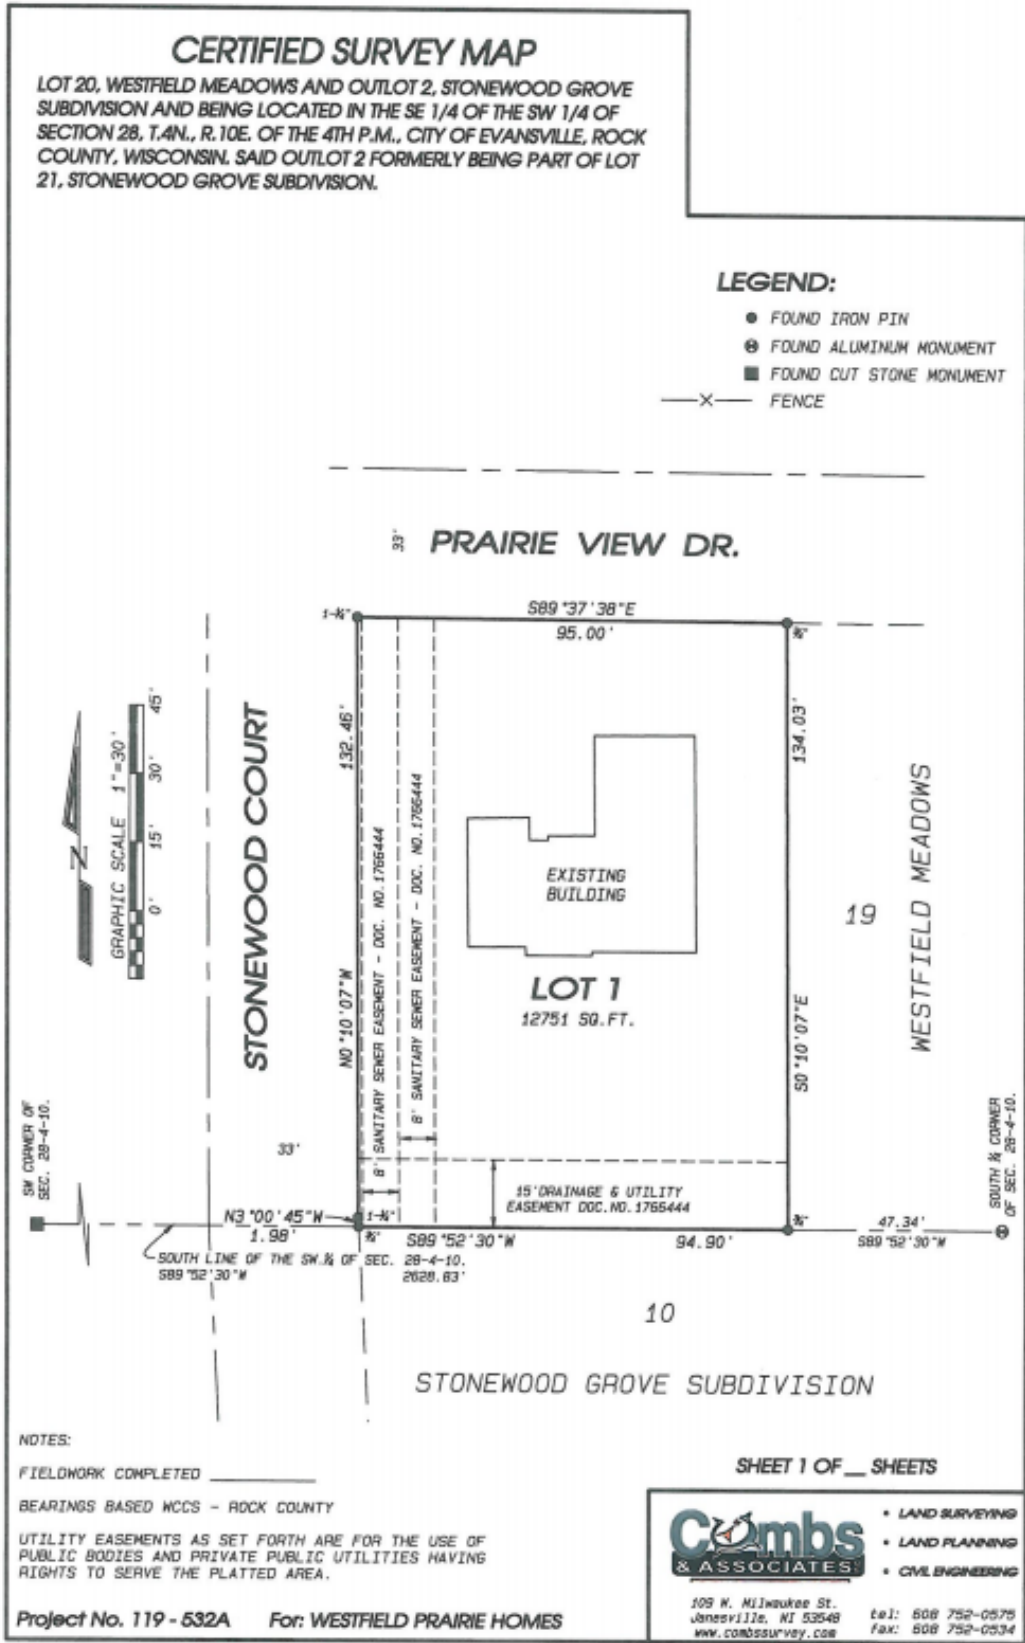 CERTIFIED SURVEY MAP
LOT 20, WESTFIELD MEADOWS AND OUTLOT 2, STONEWOOD GROVE
SUBDIVISION AND BEING LOCATED IN THE SE 1/4 OF THE SW 1/4 OF
SECTION 28, T.4N., R.10E. OF THE 4TH P.M., CITY OF EVANSVILLE, ROCK
COUNTY, WISCONSIN. SAID OUTLOT 2 FORMERLY BEING PART OF LOT
21, STONEWOOD GROVE SUBDIVISION.
LEGEND:
FOUND IRON PIN
FOUND ALUMINUM MONUMENT
FOUND CUT STONE MONUMENT
FENCE
33'
PRAIRIE VIEW DR.
S89°37'38"E
95.00'
GRAPHIC SCALE 1"=30'
0' 15' 30' 45'
N
STONEWOOD COURT
132.46'
N0°10'07"W
8' SANITARY SEWER EASEMENT - DOC. NO.1766444
8' SANITARY SEWER EASEMENT - DOC. NO.1766444
EXISTING
BUILDING
LOT 1
12751 SQ.FT.
134.03'
S0°10'07"E
19
WESTFIELD MEADOWS
SW CORNER OF
SEC. 28-4-10.
33'
N3°00'45"W
1.98'
15'DRAINAGE & UTILITY
EASEMENT DOC.NO.1766444
S89°52'30"W
94.90'
47.34'
S89°52'30"W
SOUTH ¼ CORNER
OF SEC. 28-4-10.
SOUTH LINE OF THE SW.¼ OF SEC. 28-4-10.
S89°52'30"W
2628.83'
10
STONEWOOD GROVE SUBDIVISION
NOTES:
FIELDWORK COMPLETED
BEARINGS BASED WCCS - ROCK COUNTY
UTILITY EASEMENTS AS SET FORTH ARE FOR THE USE OF
PUBLIC BODIES AND PRIVATE PUBLIC UTILITIES HAVING
RIGHTS TO SERVE THE PLATTED AREA.
Project No. 119 - 532A For: WESTFIELD PRAIRIE HOMES
SHEET 1 OF __ SHEETS
Combs
& ASSOCIATES
• LAND SURVEYING
• LAND PLANNING
• CIVIL ENGINEERING
109 W. Milwaukee St.
Janesville, WI 53548
www.combssurvey.com
tel: 608 752-0575
fax: 608 752-0534